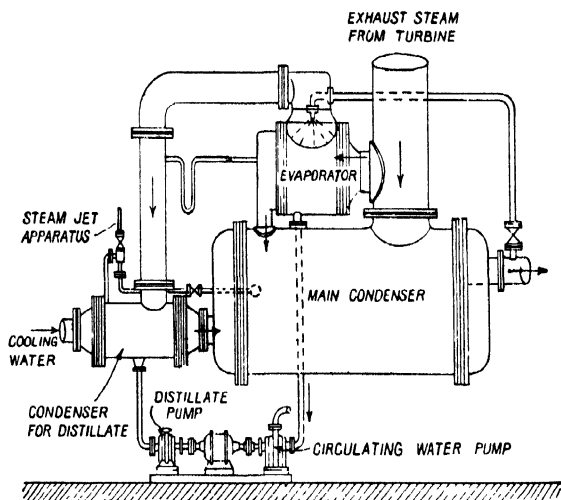 EXHAUST STEAM
FROM TURBINE
EVAPORATOR
STEAM JET
APPARATUS
MAIN CONDENSER
COOLING
WATER
DISTILLATE
PUMP
CONDENSER
FOR DISTILLATE
CIRCULATING WATER PUMP